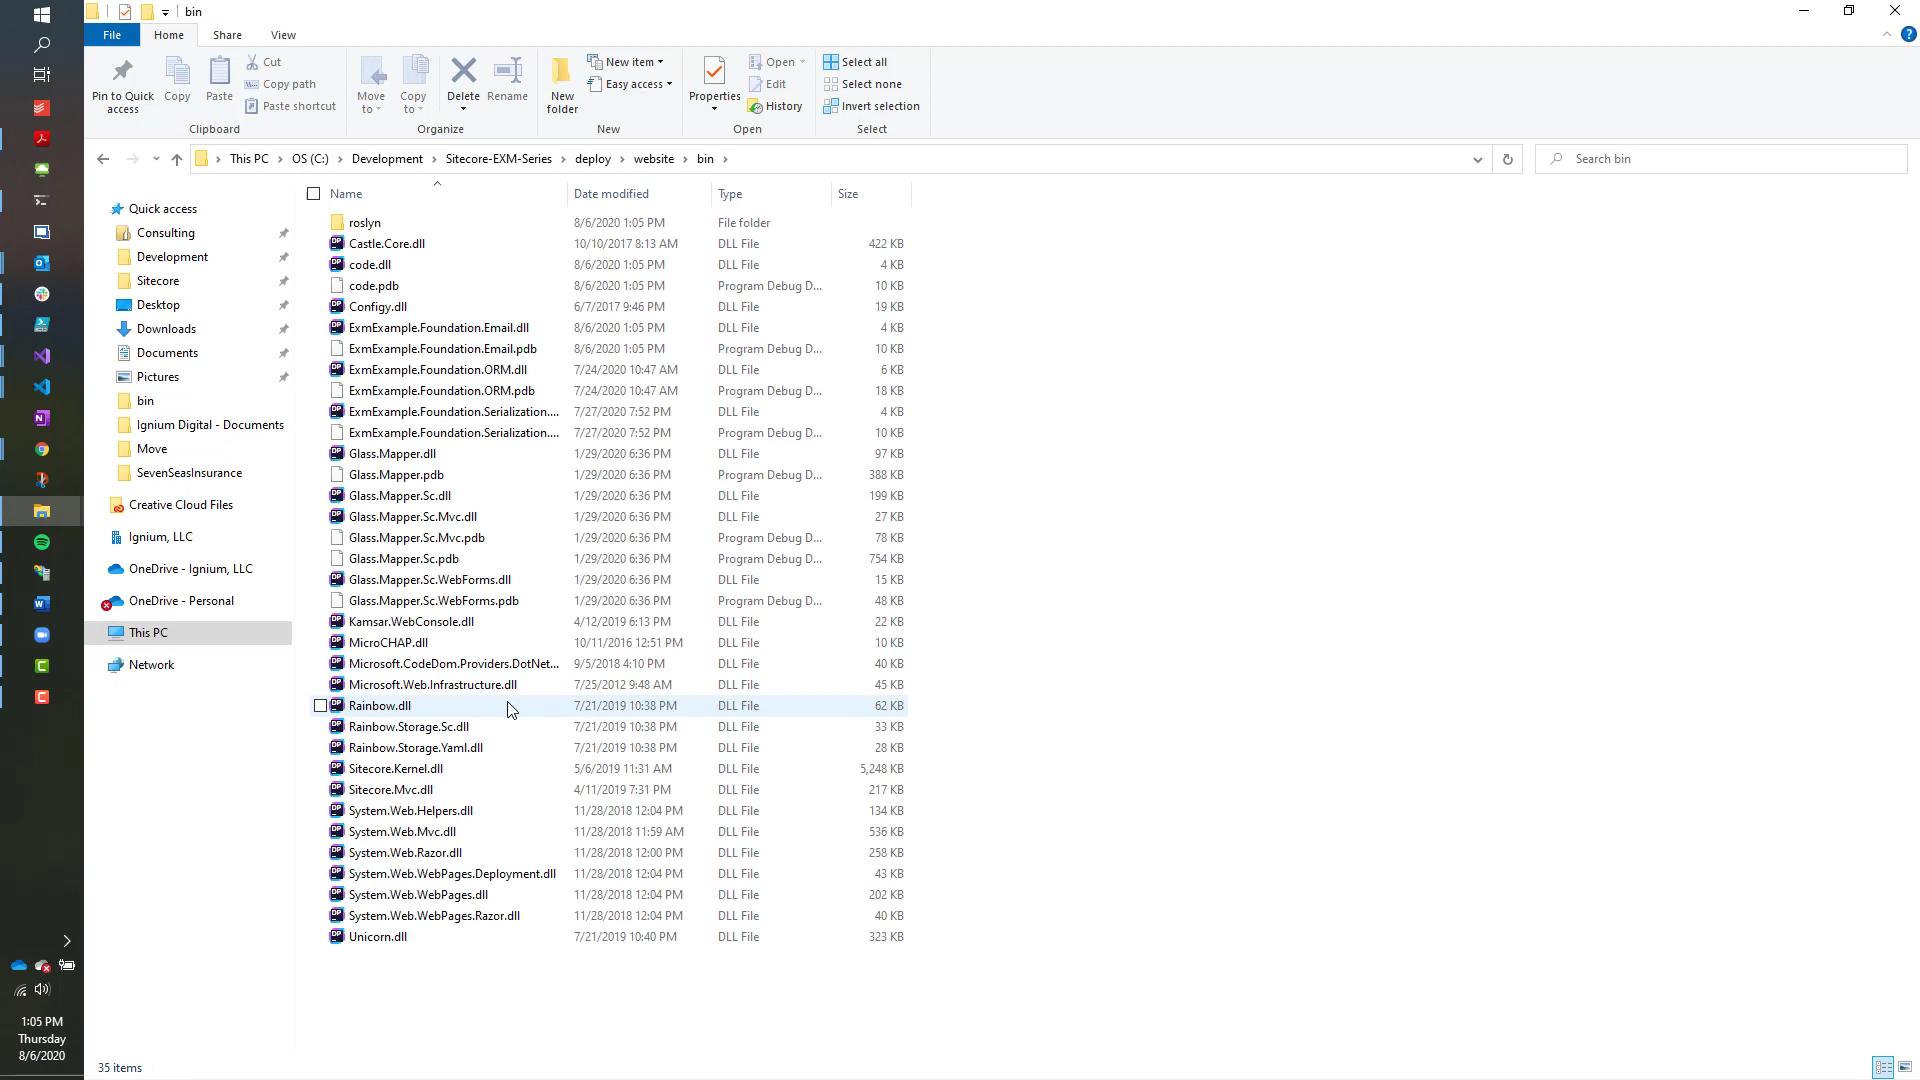 bin
File
Home
Share
View
Pin to Quick access
Copy
Paste
Cut
Copy path
Paste shortcut
Clipboard
Move to
Copy to
Delete
Rename
Organize
New folder
New item
Easy access
New
Properties
Open
Edit
History
Open
Select all
Select none
Invert selection
Select
This PC > OS (C:) > Development > Sitecore-EXM-Series > deploy > website > bin >
Search bin
Quick access
Consulting
Development
Sitecore
Desktop
Downloads
Documents
Pictures
bin
Ignium Digital - Documents
Move
SevenSeasInsurance
Creative Cloud Files
Ignium, LLC
OneDrive - Ignium, LLC
OneDrive - Personal
This PC
Network
Name Date modified Type Size
roslyn 8/6/2020 1:05 PM File folder
Castle.Core.dll 10/10/2017 8:13 AM DLL File 422 KB
code.dll 8/6/2020 1:05 PM DLL File 4 KB
code.pdb 8/6/2020 1:05 PM Program Debug D... 10 KB
Configy.dll 6/7/2017 9:46 PM DLL File 19 KB
ExmExample.Foundation.Email.dll 8/6/2020 1:05 PM DLL File 4 KB
ExmExample.Foundation.Email.pdb 8/6/2020 1:05 PM Program Debug D... 10 KB
ExmExample.Foundation.ORM.dll 7/24/2020 10:47 AM DLL File 6 KB
ExmExample.Foundation.ORM.pdb 7/24/2020 10:47 AM Program Debug D... 18 KB
ExmExample.Foundation.Serialization.... 7/27/2020 7:52 PM DLL File 4 KB
ExmExample.Foundation.Serialization.... 7/27/2020 7:52 PM Program Debug D... 10 KB
Glass.Mapper.dll 1/29/2020 6:36 PM DLL File 97 KB
Glass.Mapper.pdb 1/29/2020 6:36 PM Program Debug D... 388 KB
Glass.Mapper.Sc.dll 1/29/2020 6:36 PM DLL File 199 KB
Glass.Mapper.Sc.Mvc.dll 1/29/2020 6:36 PM DLL File 27 KB
Glass.Mapper.Sc.Mvc.pdb 1/29/2020 6:36 PM Program Debug D... 78 KB
Glass.Mapper.Sc.pdb 1/29/2020 6:36 PM Program Debug D... 754 KB
Glass.Mapper.Sc.WebForms.dll 1/29/2020 6:36 PM DLL File 15 KB
Glass.Mapper.Sc.WebForms.pdb 1/29/2020 6:36 PM Program Debug D... 48 KB
Kamsar.WebConsole.dll 4/12/2019 6:13 PM DLL File 22 KB
MicroCHAP.dll 10/11/2016 12:51 PM DLL File 10 KB
Microsoft.CodeDom.Providers.DotNet... 9/5/2018 4:10 PM DLL File 40 KB
Microsoft.Web.Infrastructure.dll 7/25/2012 9:48 AM DLL File 45 KB
Rainbow.dll 7/21/2019 10:38 PM DLL File 62 KB
Rainbow.Storage.Sc.dll 7/21/2019 10:38 PM DLL File 33 KB
Rainbow.Storage.Yaml.dll 7/21/2019 10:38 PM DLL File 28 KB
Sitecore.Kernel.dll 5/6/2019 11:31 AM DLL File 5,248 KB
Sitecore.Mvc.dll 4/11/2019 7:31 PM DLL File 217 KB
System.Web.Helpers.dll 11/28/2018 12:04 PM DLL File 134 KB
System.Web.Mvc.dll 11/28/2018 11:59 AM DLL File 536 KB
System.Web.Razor.dll 11/28/2018 12:00 PM DLL File 258 KB
System.Web.WebPages.Deployment.dll 11/28/2018 12:04 PM DLL File 43 KB
System.Web.WebPages.dll 11/28/2018 12:04 PM DLL File 202 KB
System.Web.WebPages.Razor.dll 11/28/2018 12:04 PM DLL File 40 KB
Unicorn.dll 7/21/2019 10:40 PM DLL File 323 KB
1:05 PM
Thursday
8/6/2020
35 items